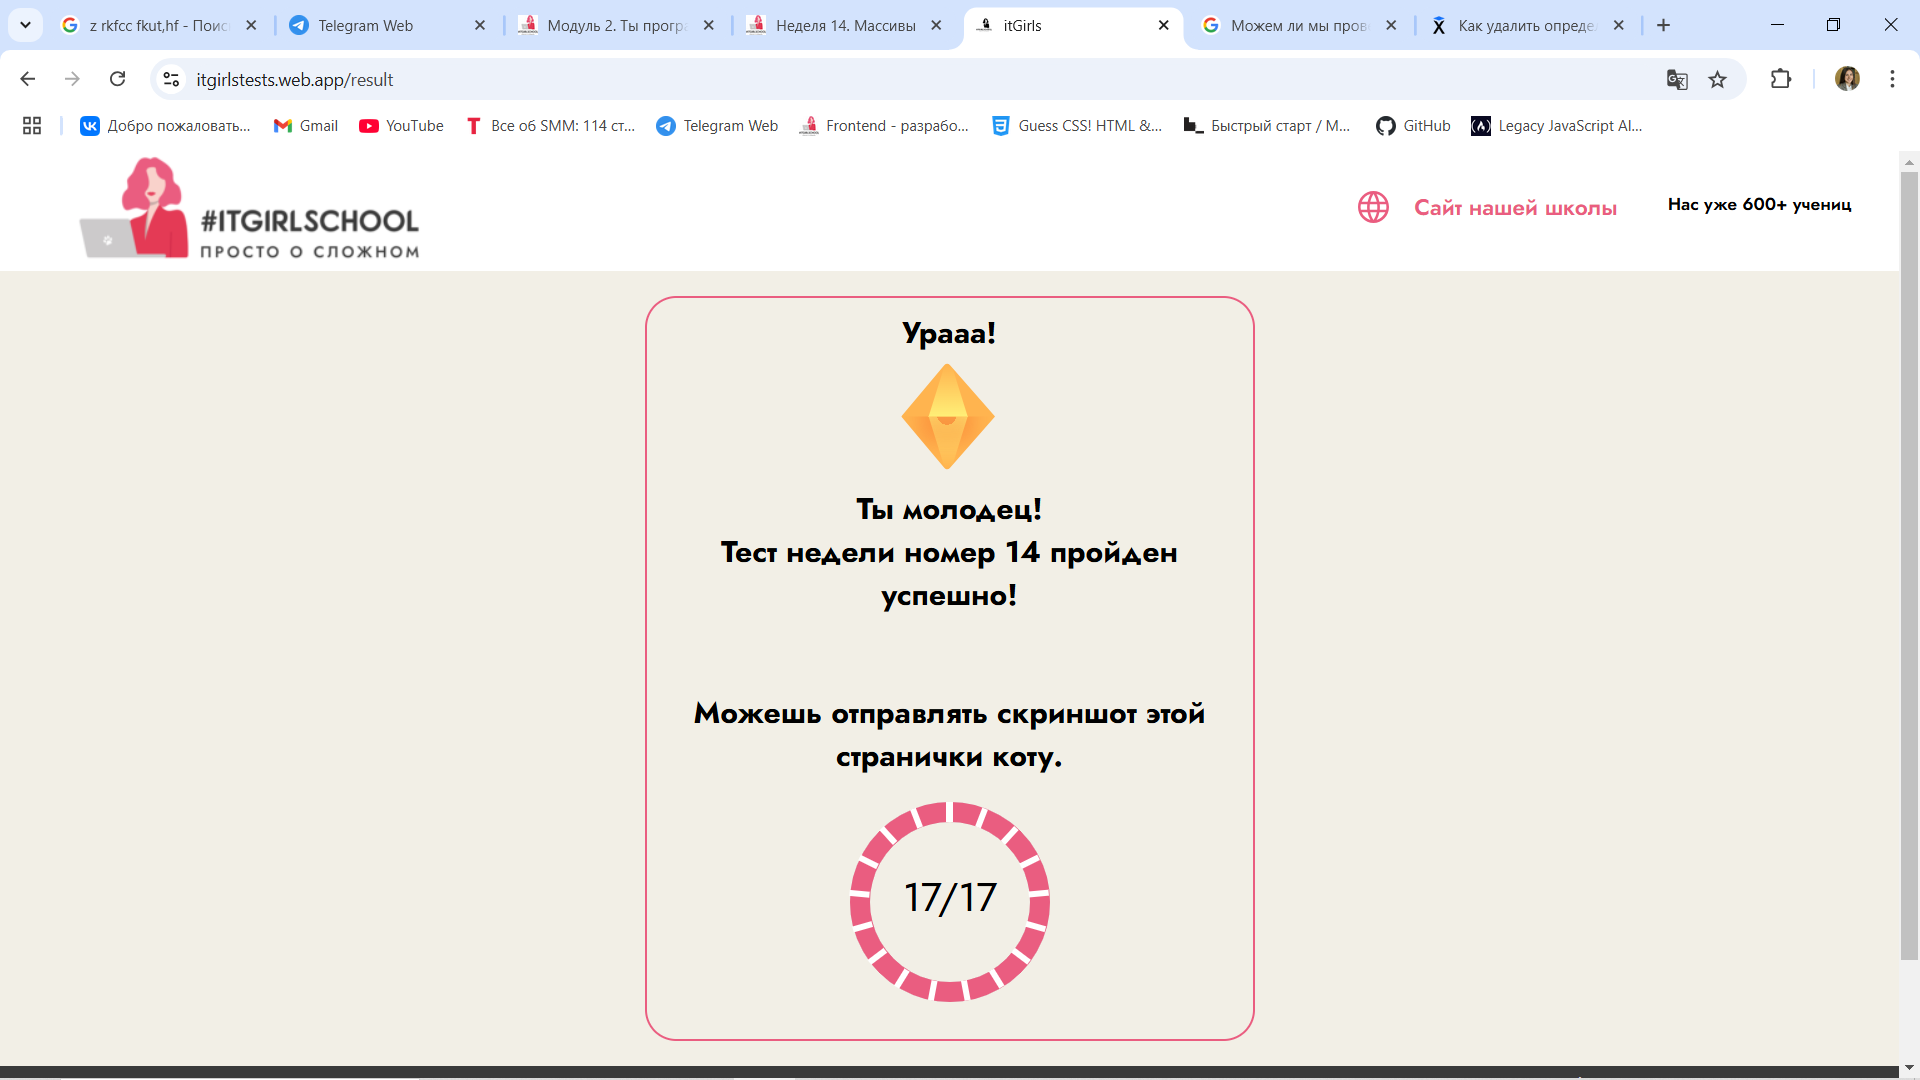 z rkfcc fkut,hf - Поис
Telegram Web
Модуль 2. Ты прогр
Неделя 14. Массивы
itGirls
Можем ли мы пров
Как удалить опреде
itgirlstests.web.app/result
Добро пожаловать...
Gmail
YouTube
Все об SMM: 114 ст...
Telegram Web
Frontend - разрабо...
Guess CSS! HTML &...
Быстрый старт / М...
GitHub
Legacy JavaScript Al...
#ITGIRLSCHOOL
ПРОСТО О СЛОЖНОМ
Сайт нашей школы
Нас уже 600+ учениц
Урааа!
Ты молодец!
Тест недели номер 14 пройден
успешно!
Можешь отправлять скриншот этой
странички коту.
17/17